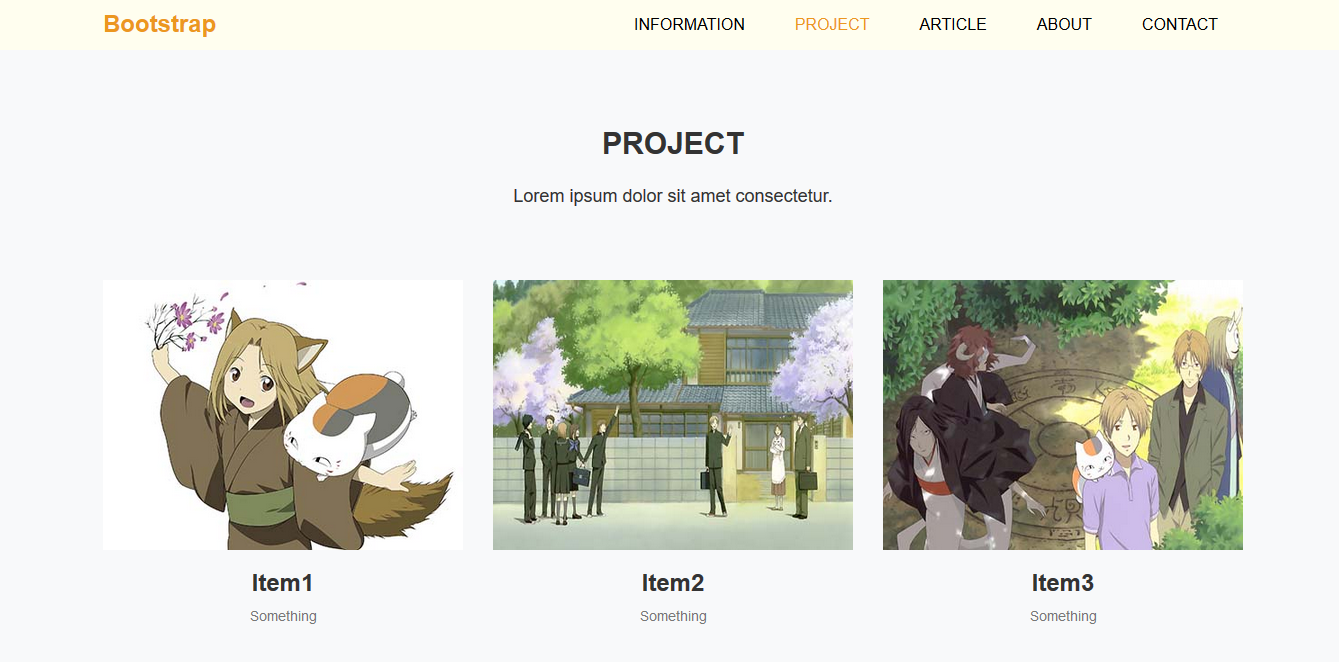 Bootstrap
INFORMATION PROJECT ARTICLE ABOUT CONTACT
PROJECT
Lorem ipsum dolor sit amet consectetur.
Item1
Something
Item2
Something
Item3
Something